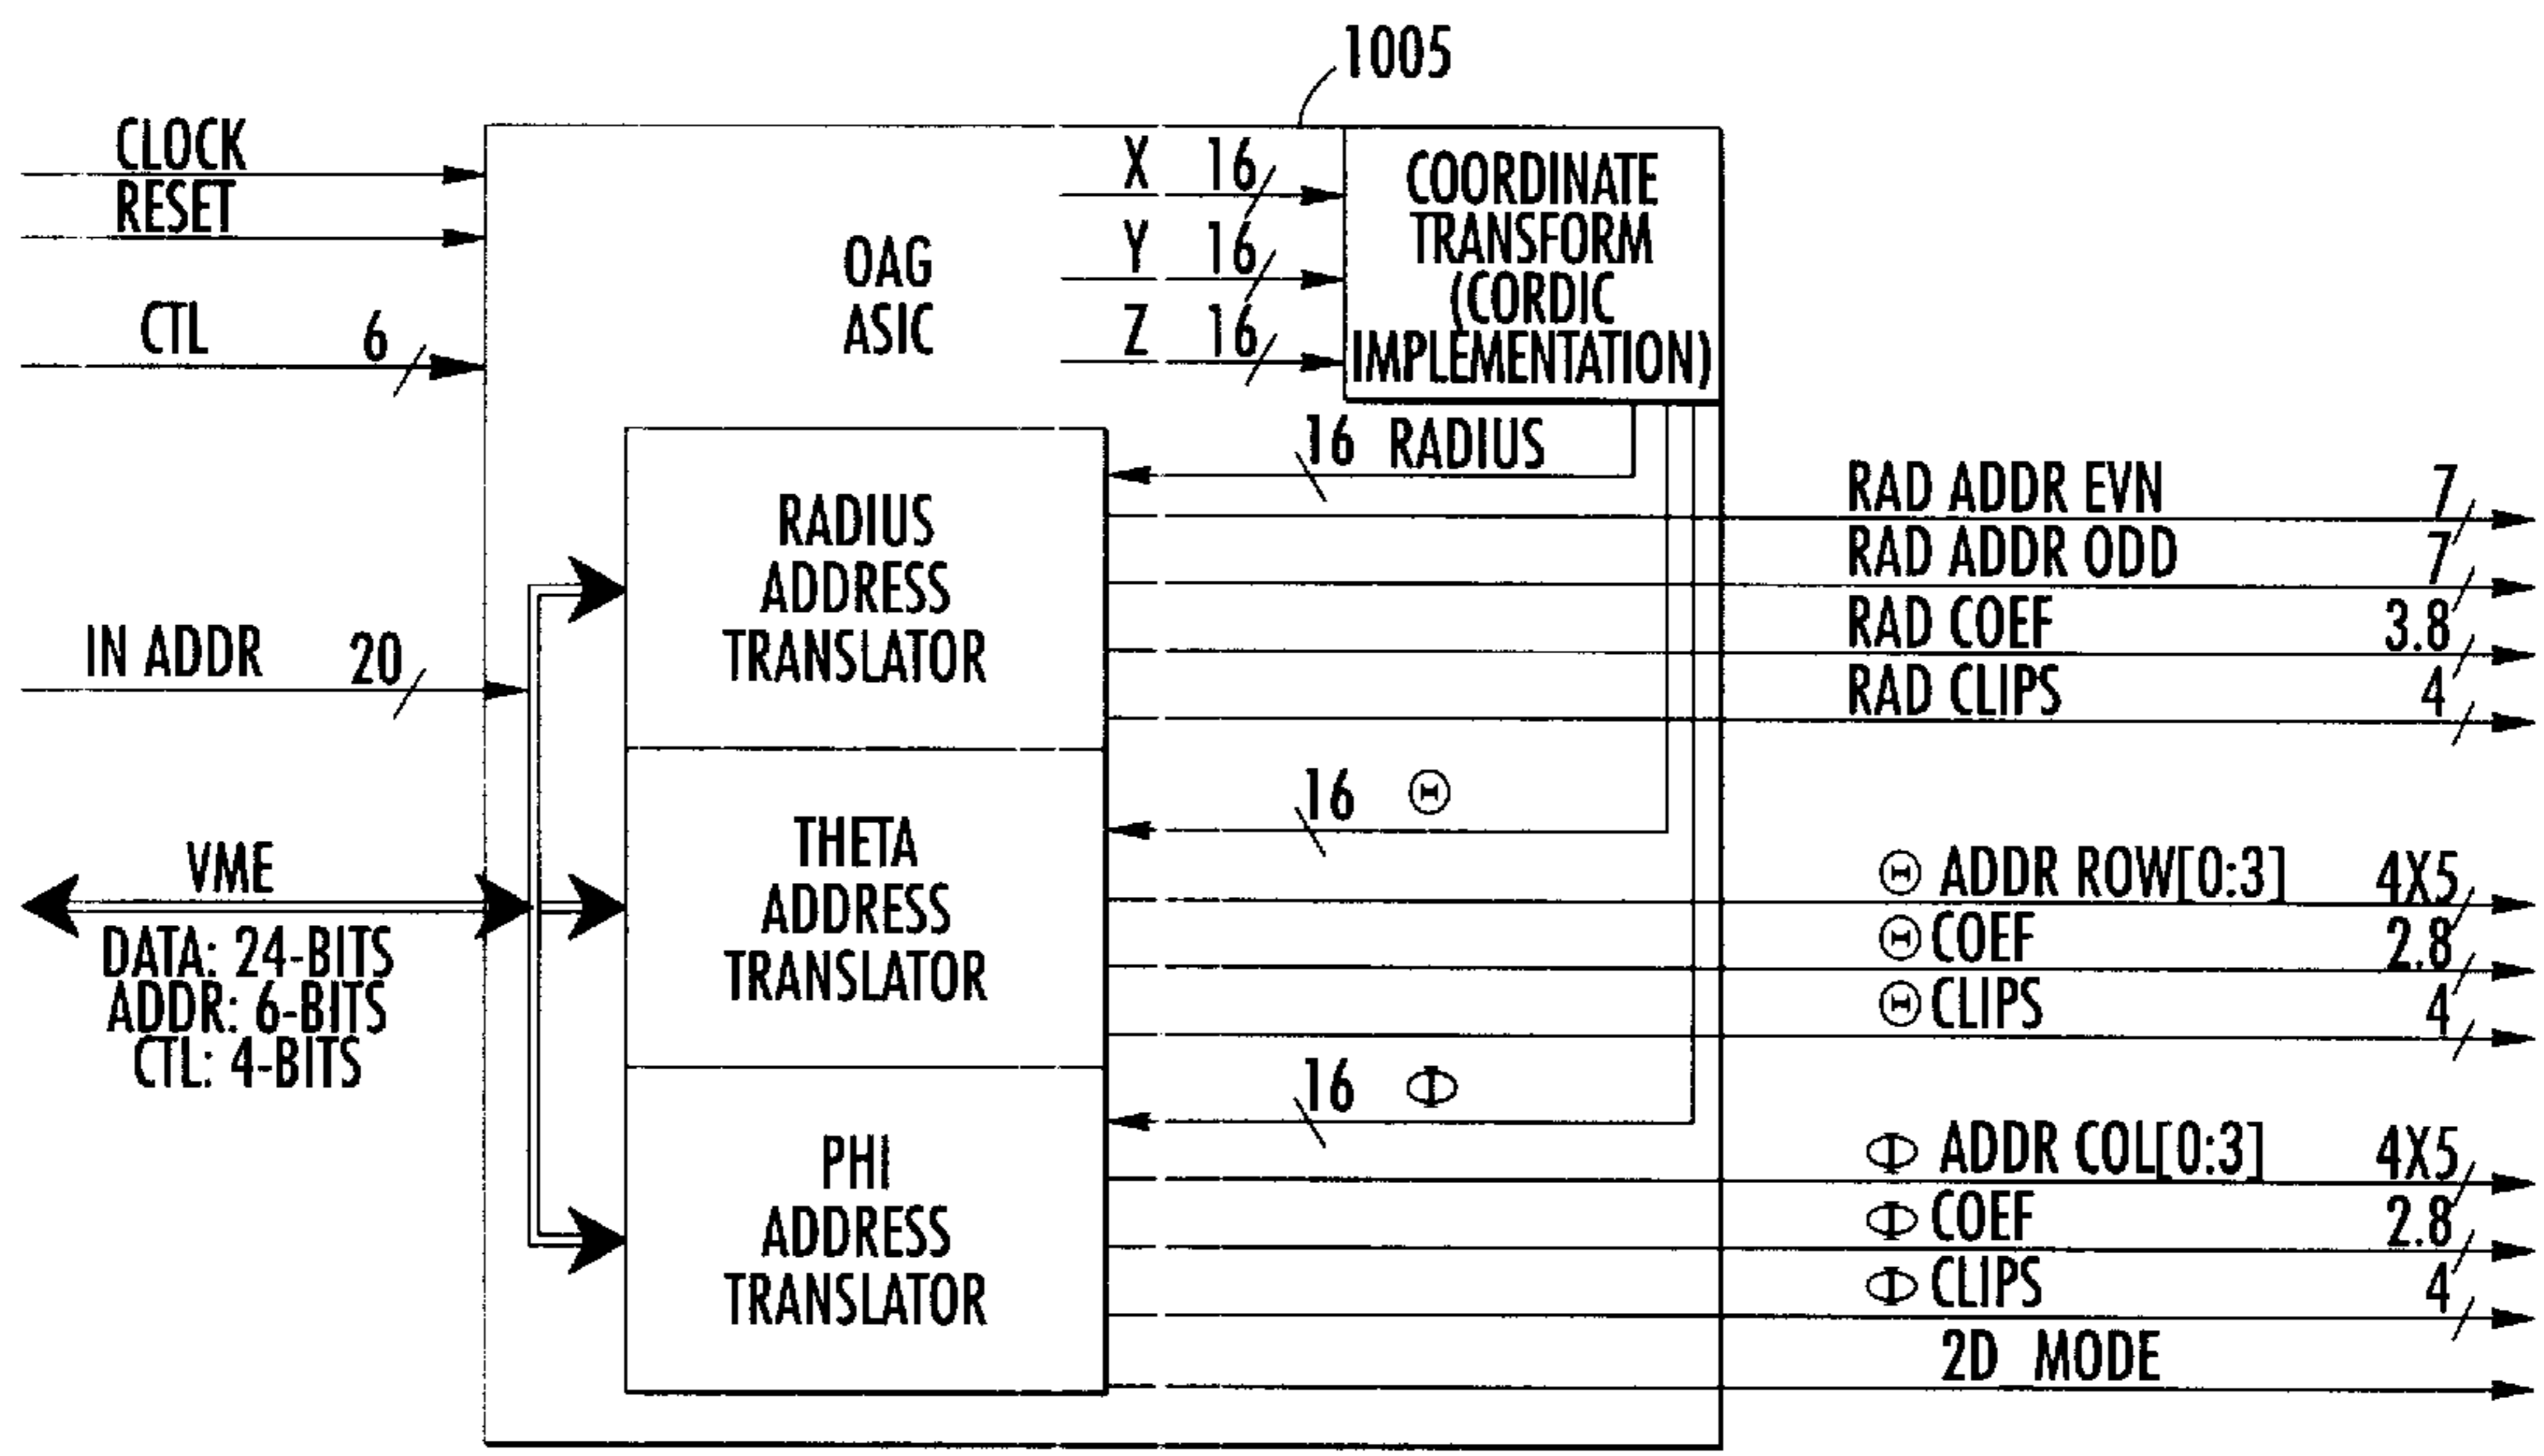 1005
CLOCK
RESET
CTL 6
IN ADDR 20
VME
DATA: 24-BITS
ADDR: 6-BITS
CTL: 4-BITS
OAG
ASIC
X 16
Y 16
Z 16
COORDINATE
TRANSFORM
(CORDIC
IMPLEMENTATION)
16 RADIUS
RADIUS
ADDRESS
TRANSLATOR
16 Θ
THETA
ADDRESS
TRANSLATOR
16 Φ
PHI
ADDRESS
TRANSLATOR
RAD ADDR EVN 7
RAD ADDR ODD 7
RAD COEF 3.8
RAD CLIPS 4
Θ ADDR ROW[0:3] 4X5
Θ COEF 2.8
Θ CLIPS 4
Φ ADDR COL[0:3] 4X5
Φ COEF 2.8
Φ CLIPS 4
2D MODE